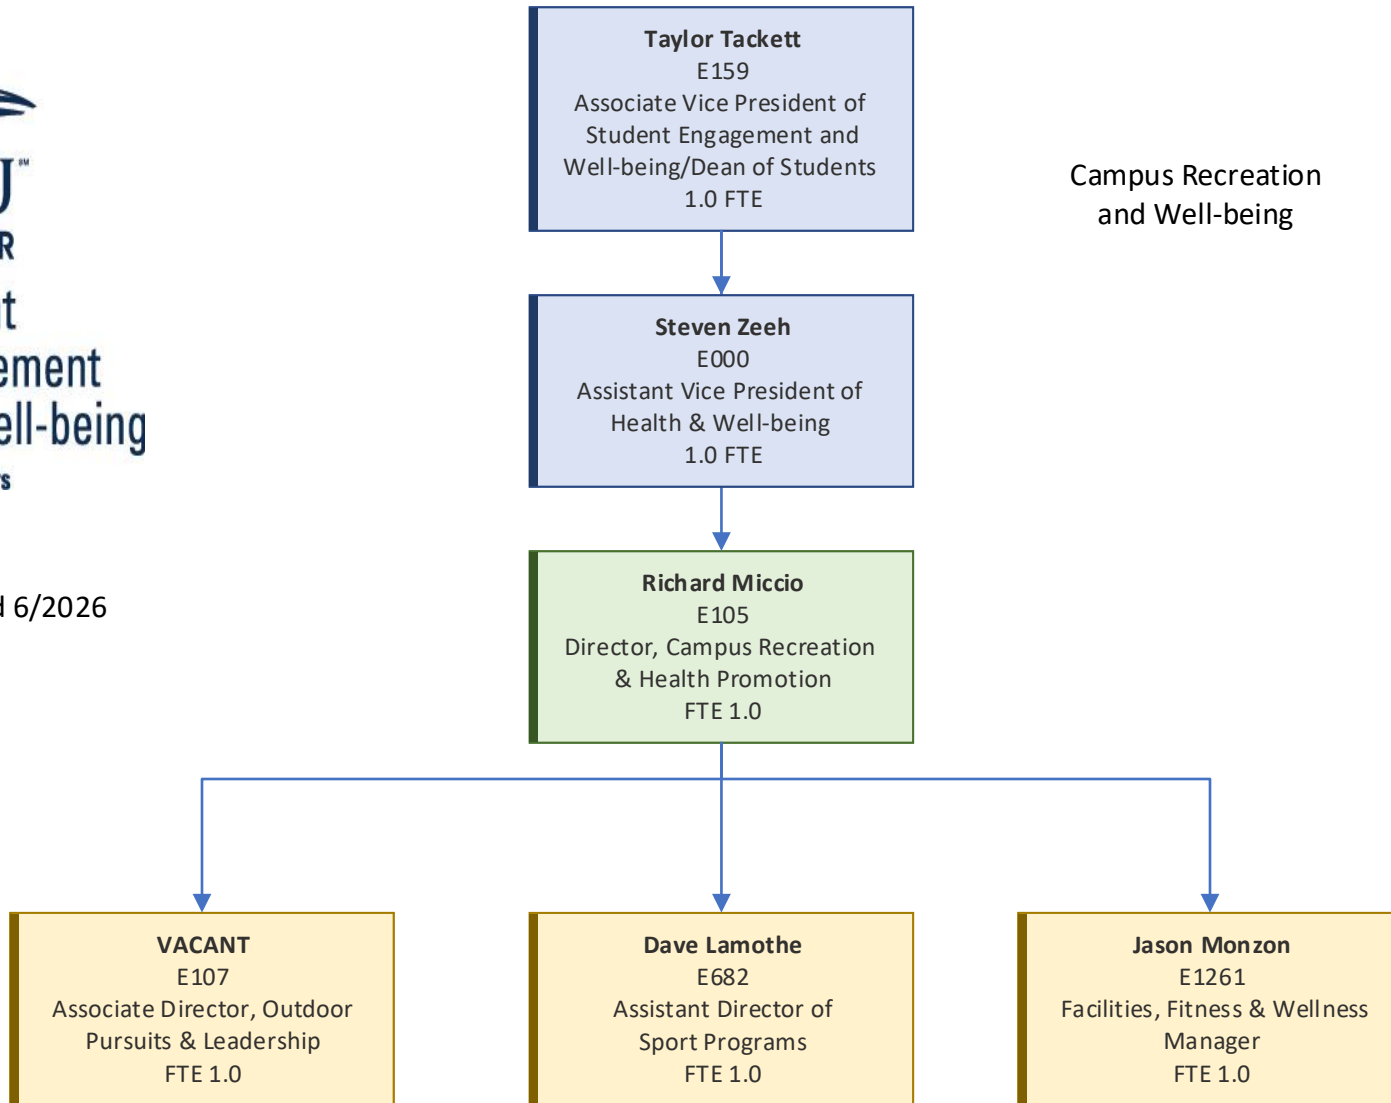 Taylor Tackett
E159
Associate Vice President of
Student Engagement and
Well-being/Dean of Students
1.0 FTE
Campus Recreation
and Well-being
Steven Zeeh
E000
Assistant Vice President of
Health & Well-being
1.0 FTE
ell-being
6/2026
Richard Miccio
E105
Director, Campus Recreation
& Health Promotion
FTE 1.0
VACANT
E107
Associate Director, Outdoor
Pursuits & Leadership
FTE 1.0
Dave Lamothe
E682
Assistant Director of
Sport Programs
FTE 1.0
Jason Monzon
E1261
Facilities, Fitness & Wellness
Manager
FTE 1.0